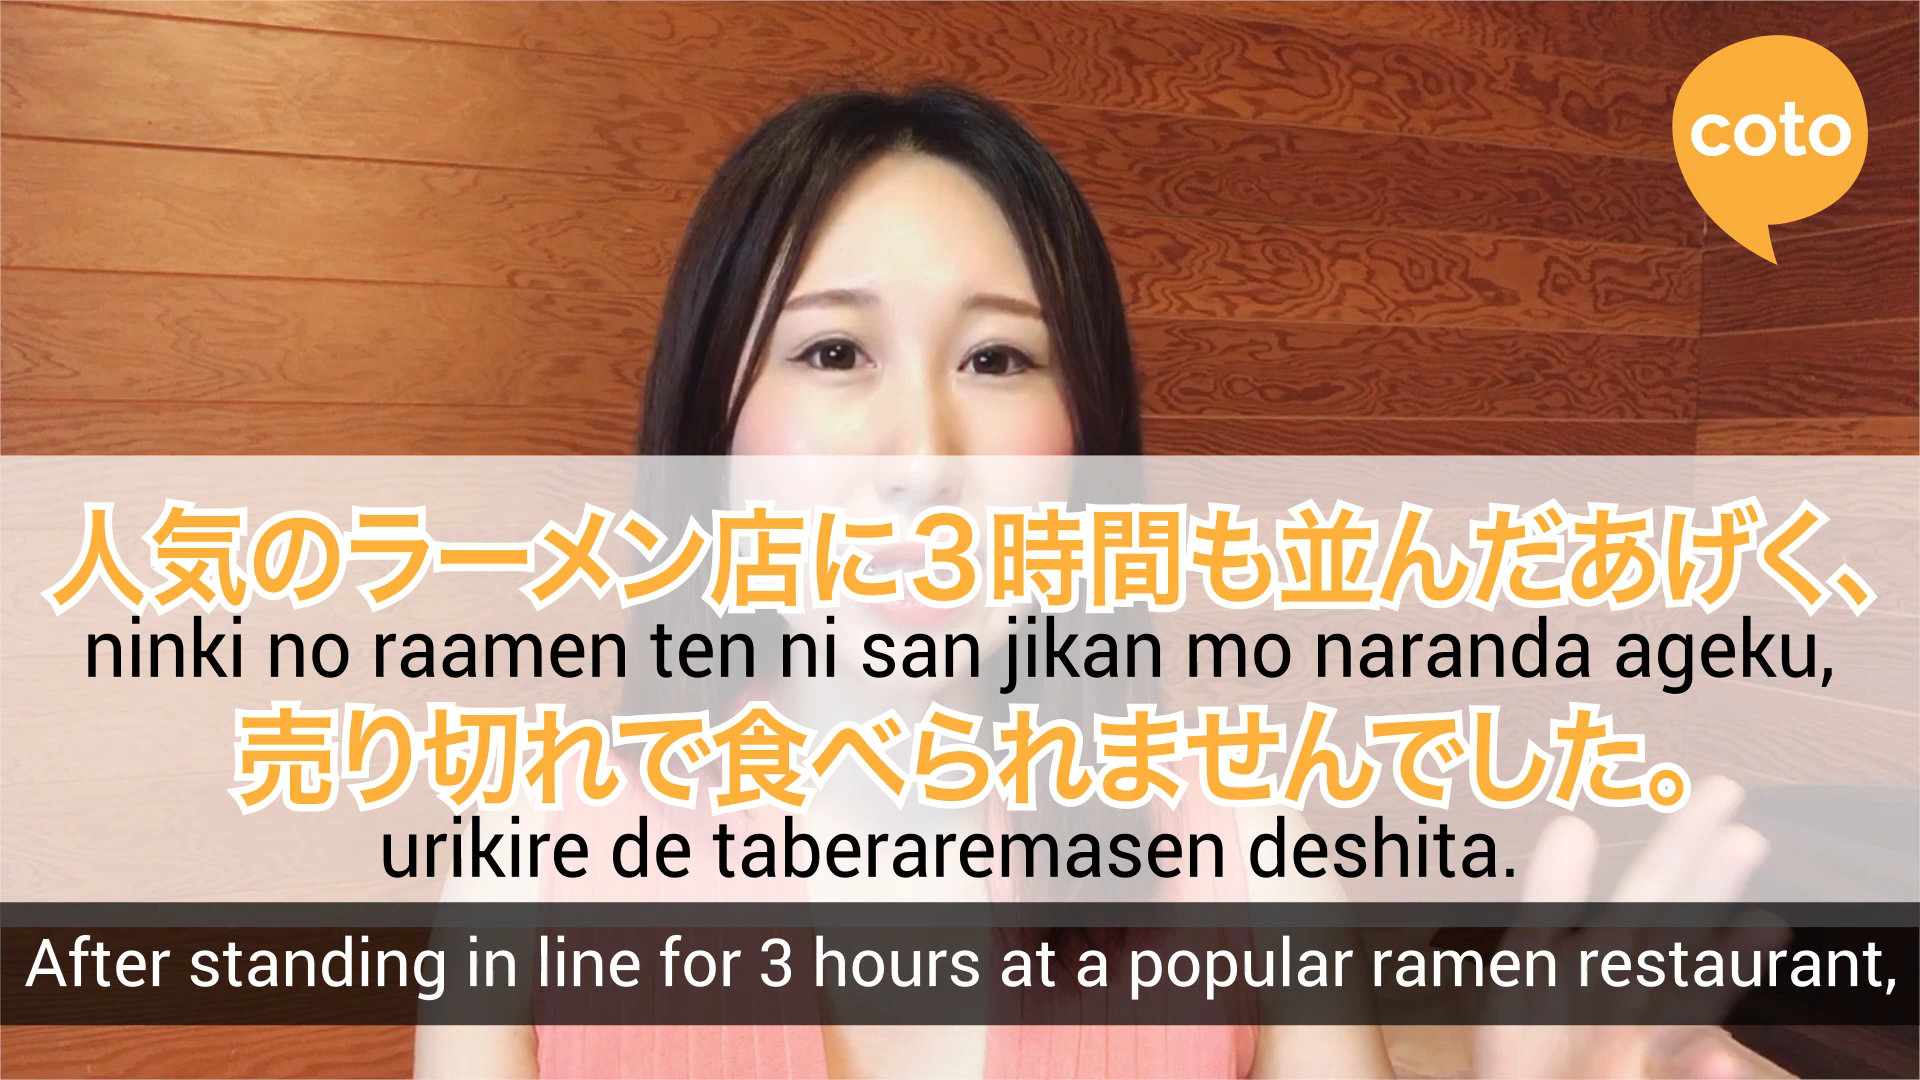 coto
人気のラーメン店に３時間も並んだあげく、
ninki no raamen ten ni san jikan mo naranda ageku,
売り切れで食べられませんでした。
urikire de taberaremasen deshita.
After standing in line for 3 hours at a popular ramen restaurant,